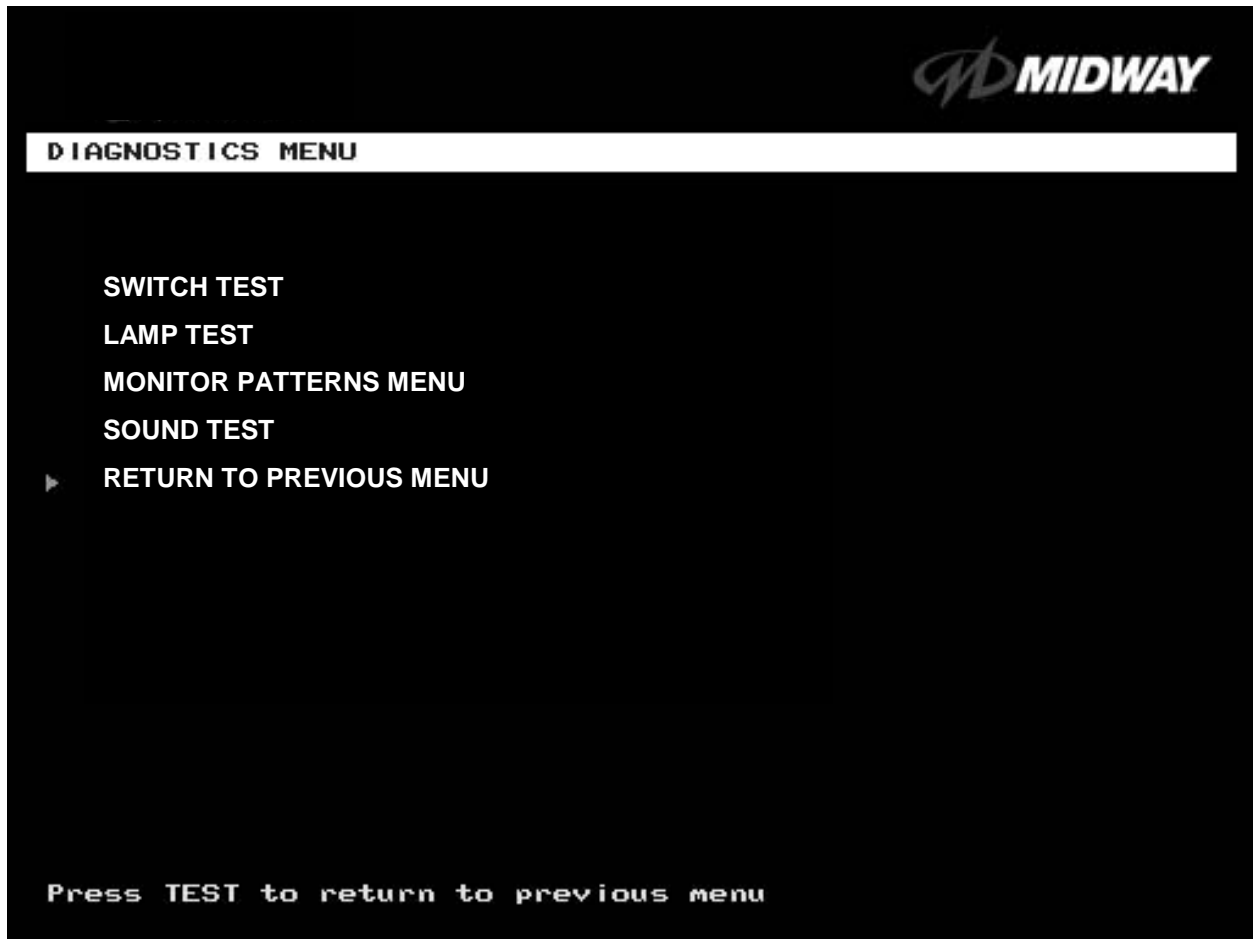 MIDWAY
DIAGNOSTICS MENU
SWITCH TEST
LAMP TEST
MONITOR PATTERNS MENU
SOUND TEST
RETURN TO PREVIOUS MENU
Press TEST to return to previous menu